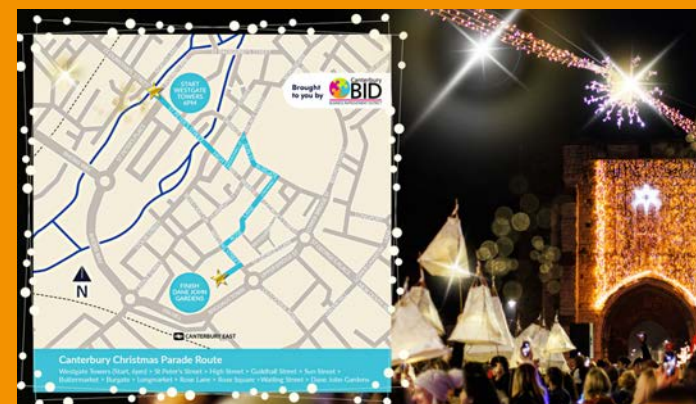 START
WESTGATE
TOWERS
6PM
Brought
to you by
Canterbury
BID
FINISH
DANE JOHN
GARDENS
N
CANTERBURY EAST
Canterbury Christmas Parade Route
Westgate Towers (Start, 6pm) > St Peter's Street > High Street > Guildhall Street > Sun Street >
Buttermarket > Burgate > Longmarket > Rose Lane > Rose Square > Watling Street > Dane John Gardens